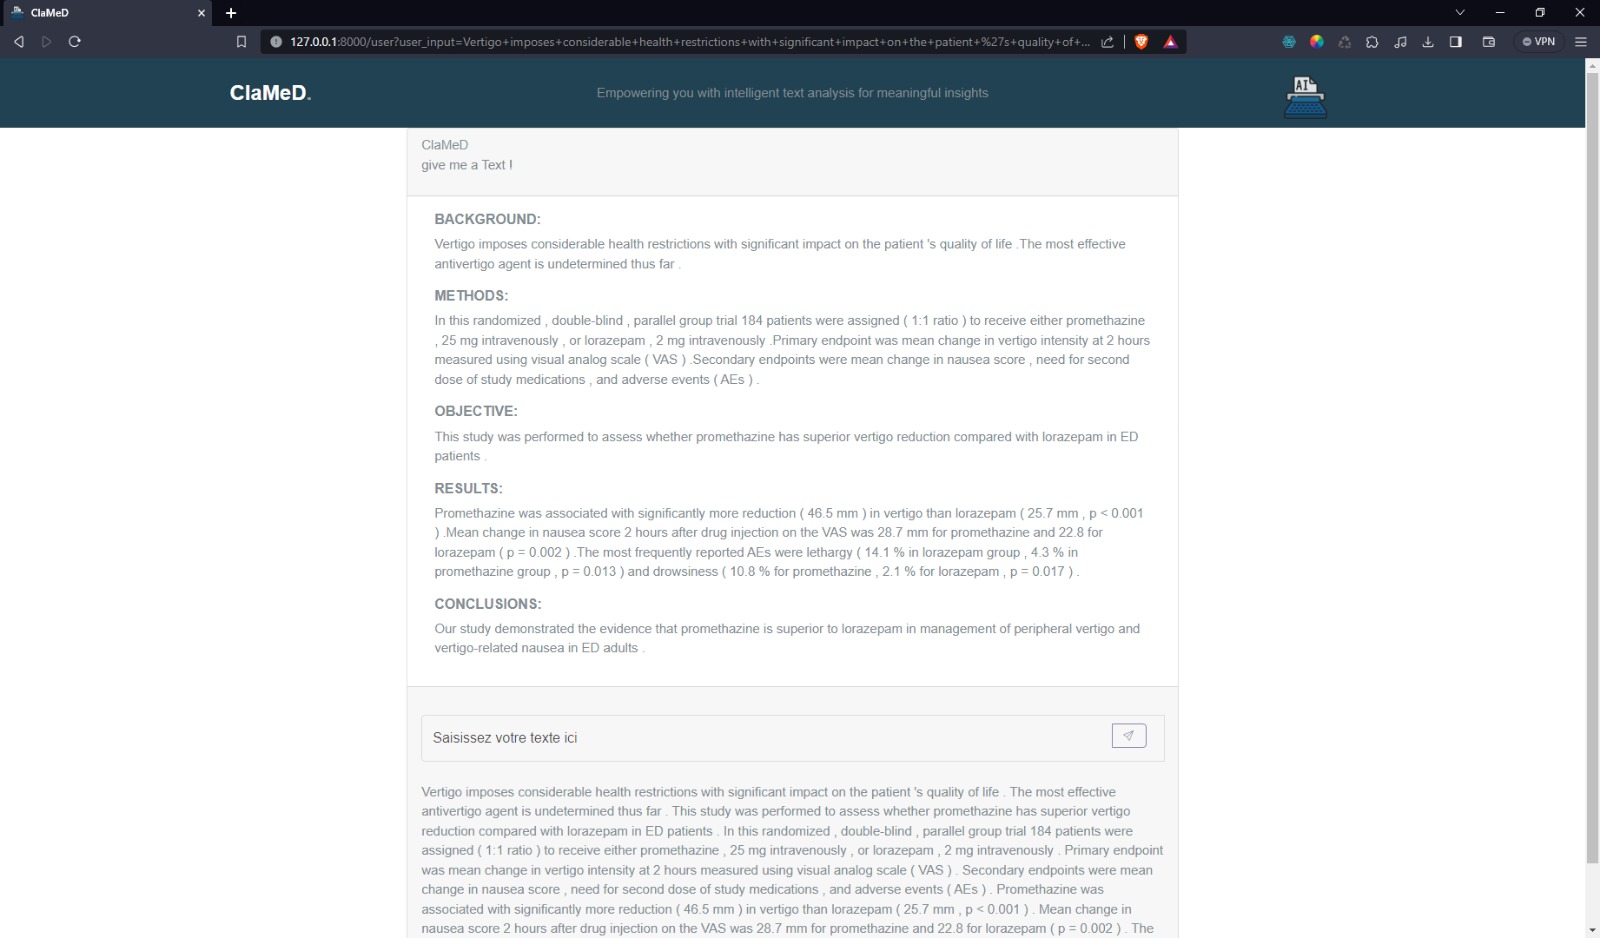 ClaMeD
127.0.0.1:8000/user?user_input=Vertigo+imposes+considerable+health+restrictions+with+significant+impact+on+the+patient+%27s+quality+of+...
VPN
ClaMeD.
Empowering you with intelligent text analysis for meaningful insights
AI
ClaMeD
give me a Text !
BACKGROUND:
Vertigo imposes considerable health restrictions with significant impact on the patient 's quality of life .The most effective
antivertigo agent is undetermined thus far .
METHODS:
In this randomized , double-blind , parallel group trial 184 patients were assigned ( 1:1 ratio ) to receive either promethazine
, 25 mg intravenously , or lorazepam , 2 mg intravenously .Primary endpoint was mean change in vertigo intensity at 2 hours
measured using visual analog scale ( VAS ) .Secondary endpoints were mean change in nausea score , need for second
dose of study medications , and adverse events ( AEs ) .
OBJECTIVE:
This study was performed to assess whether promethazine has superior vertigo reduction compared with lorazepam in ED
patients .
RESULTS:
Promethazine was associated with significantly more reduction ( 46.5 mm ) in vertigo than lorazepam ( 25.7 mm , p < 0.001
) .Mean change in nausea score 2 hours after drug injection on the VAS was 28.7 mm for promethazine and 22.8 for
lorazepam ( p = 0.002 ) .The most frequently reported AEs were lethargy ( 14.1 % in lorazepam group , 4.3 % in
promethazine group , p = 0.013 ) and drowsiness ( 10.8 % for promethazine , 2.1 % for lorazepam , p = 0.017 ) .
CONCLUSIONS:
Our study demonstrated the evidence that promethazine is superior to lorazepam in management of peripheral vertigo and
vertigo-related nausea in ED adults .
Saisissez votre texte ici
Vertigo imposes considerable health restrictions with significant impact on the patient 's quality of life . The most effective
antivertigo agent is undetermined thus far . This study was performed to assess whether promethazine has superior vertigo
reduction compared with lorazepam in ED patients . In this randomized , double-blind , parallel group trial 184 patients were
assigned ( 1:1 ratio ) to receive either promethazine , 25 mg intravenously , or lorazepam , 2 mg intravenously . Primary endpoint
was mean change in vertigo intensity at 2 hours measured using visual analog scale ( VAS ) . Secondary endpoints were mean
change in nausea score , need for second dose of study medications , and adverse events ( AEs ) . Promethazine was
associated with significantly more reduction ( 46.5 mm ) in vertigo than lorazepam ( 25.7 mm , p < 0.001 ) . Mean change in
nausea score 2 hours after drug injection on the VAS was 28.7 mm for promethazine and 22.8 for lorazepam ( p = 0.002 ) . The